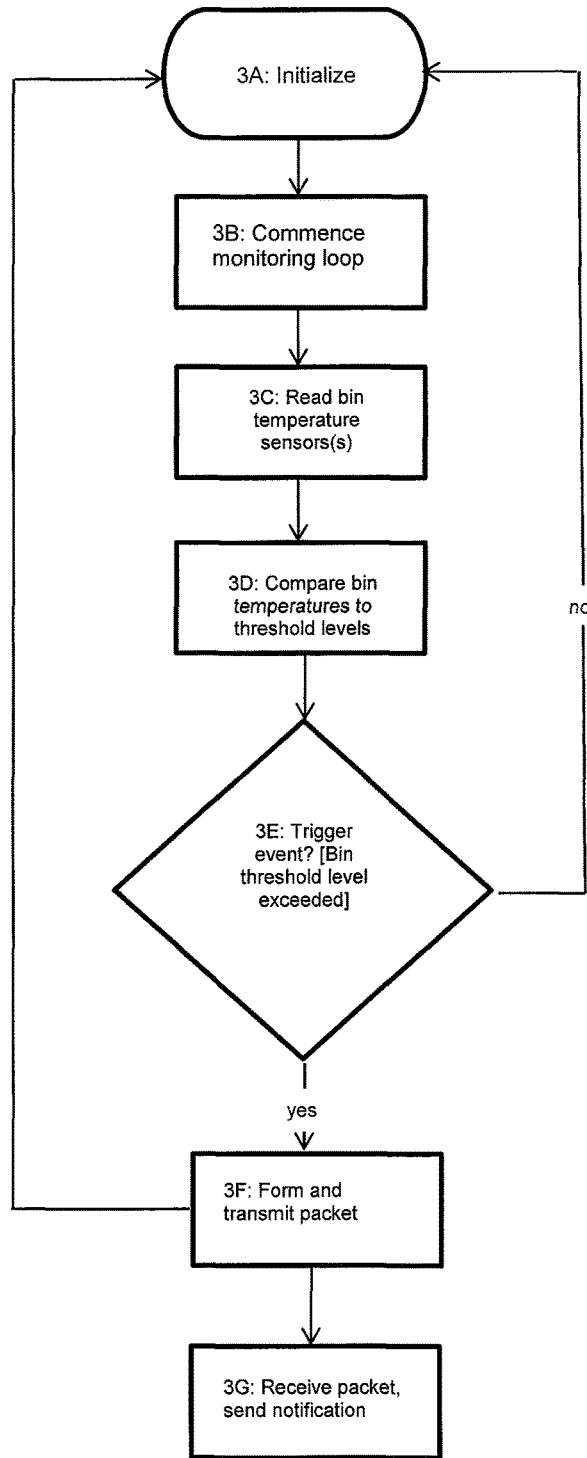 3A: Initialize
3B: Commence
monitoring loop
3C: Read bin
temperature
sensors(s)
3D: Compare bin
temperatures to
threshold levels
no
3E: Trigger
event? [Bin
threshold level
exceeded]
yes
3F: Form and
transmit packet
3G: Receive packet,
send notification